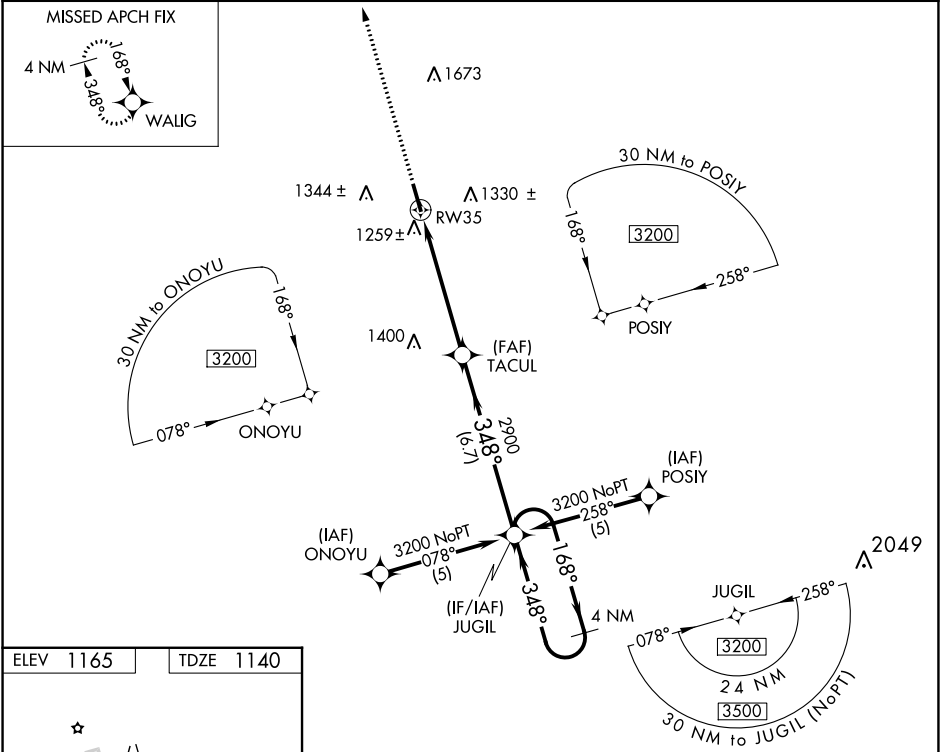 MISSED APCH FIX
4 NM
168°
348°
WALIG
1673
1344 ±
1330 ±
RW35
1259±
30 NM to POSIY
168°
3200
258°
POSIY
30 NM to ONOYU
168°
3200
078°
ONOYU
1400
(FAF)
TACUL
2900
348°
(6.7)
(IAF)
POSIY
3200 NoPT
258°
(5)
(IAF)
ONOYU
3200 NoPT
078°
(5)
(IF/IAF)
JUGIL
168°
348°
4 NM
2049
JUGIL
258°
078°
3200
24 NM
3500
30 NM to JUGIL (NoPT)
ELEV 1165
TDZE 1140